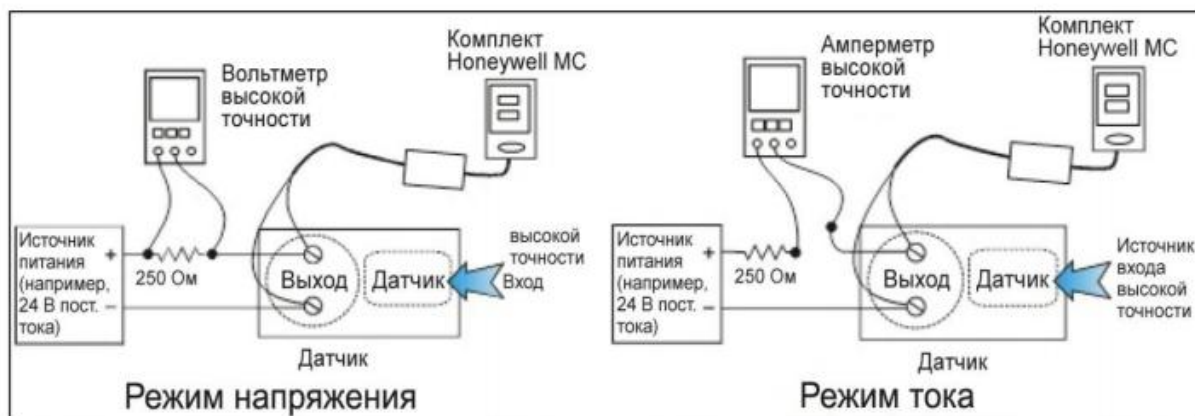 Вольтметр
высокой
точности
Комплект
Honeywell MC
Источник
питания
(например,
24 В пост.
тока)
+
–
250 Ом
Выход
Датчик
высокой
точности
Вход
Датчик
Режим напряжения
Амперметр
высокой
точности
Комплект
Honeywell MC
Источник
питания
(например,
24 В пост.
тока)
+
–
250 Ом
Выход
Датчик
Источник
входа
высокой
точности
Датчик
Режим тока